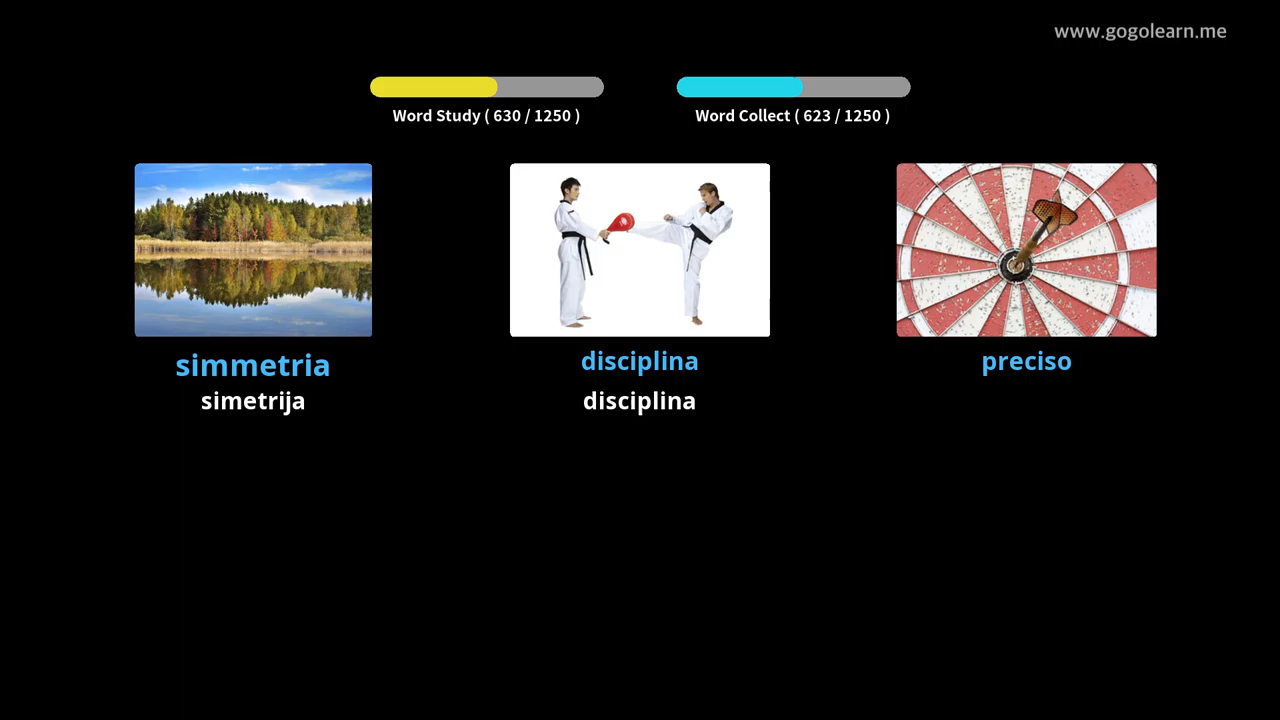 www.gogolearn.me
Word Study ( 630 / 1250 )
Word Collect ( 623 / 1250 )
simmetria
simetrija
disciplina
disciplina
preciso